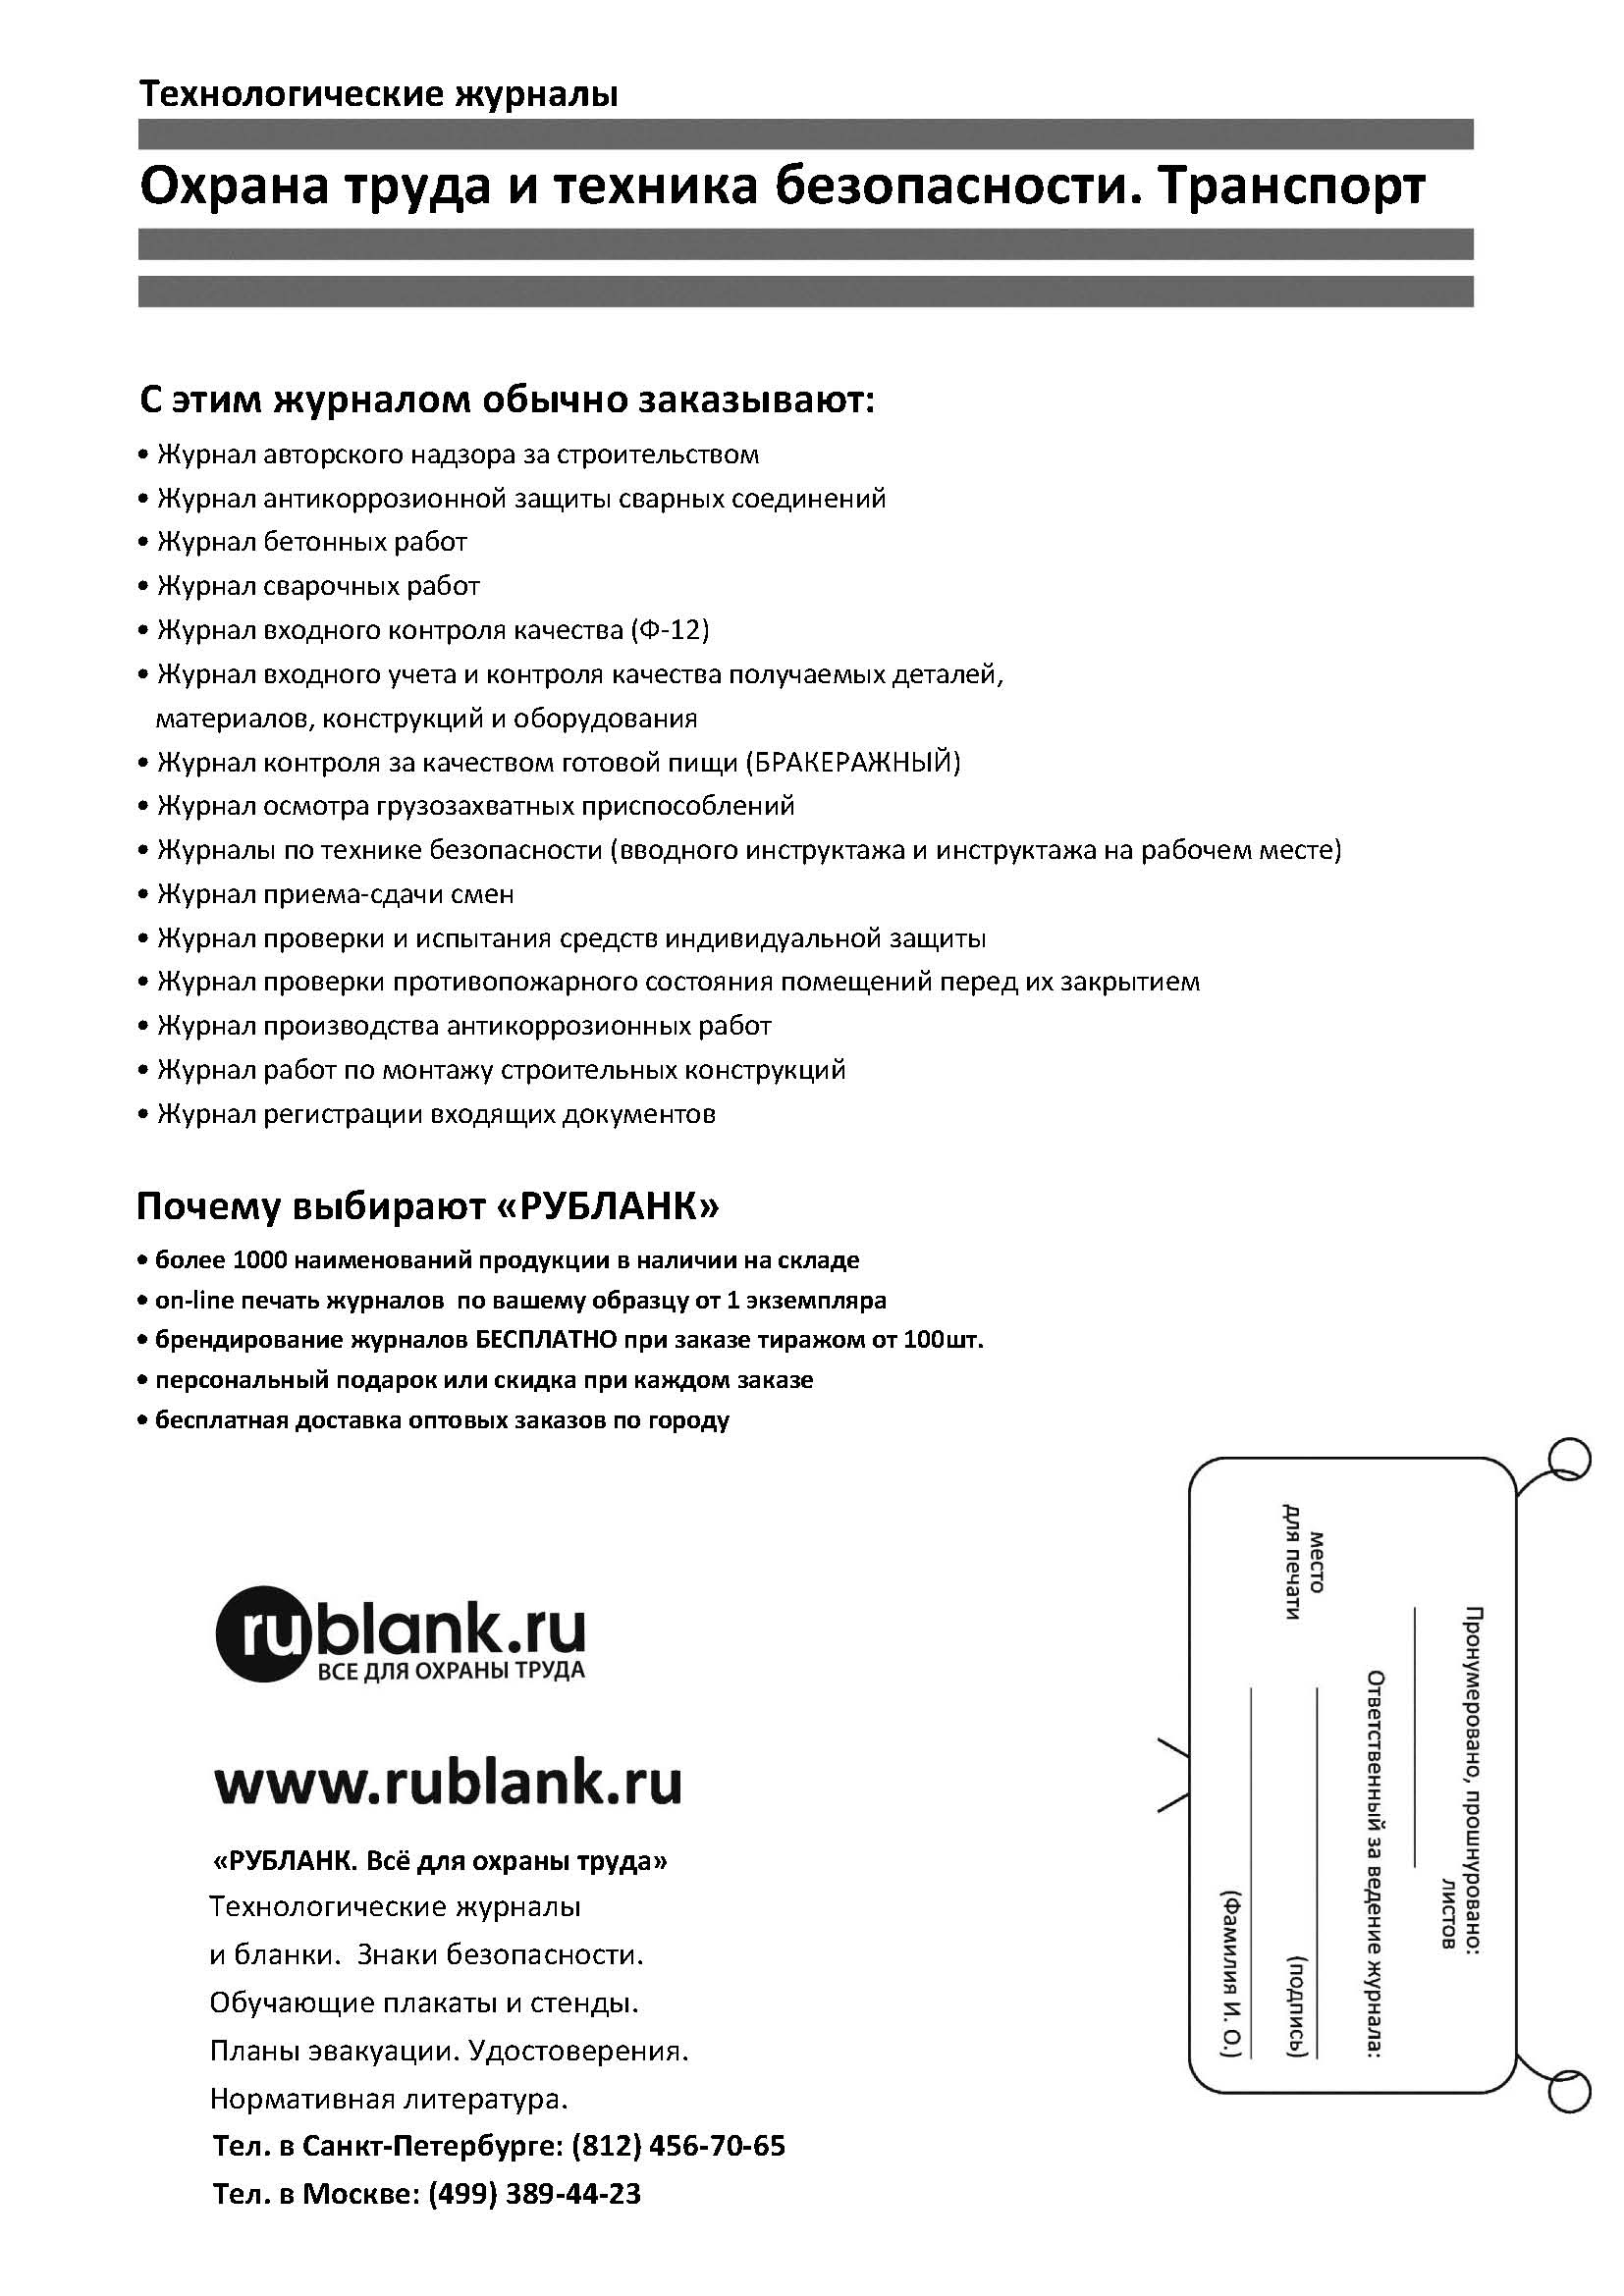 Технологические журналы
Охрана труда и техника безопасности. Транспорт
С этим журналом обычно заказывают:
• Журнал авторского надзора за строительством
• Журнал антикоррозионной защиты сварных соединений
• Журнал бетонных работ
• Журнал сварочных работ
• Журнал входного контроля качества (Ф-12)
• Журнал входного учета и контроля качества получаемых деталей,
материалов, конструкций и оборудования
• Журнал контроля за качеством готовой пищи (БРАКЕРАЖНЫЙ)
• Журнал осмотра грузозахватных приспособлений
• Журналы по технике безопасности (вводного инструктажа и инструктажа на рабочем месте)
• Журнал приема-сдачи смен
• Журнал проверки и испытания средств индивидуальной защиты
• Журнал проверки противопожарного состояния помещений перед их закрытием
• Журнал производства антикоррозионных работ
• Журнал работ по монтажу строительных конструкций
• Журнал регистрации входящих документов
Почему выбирают «РУБЛАНК»
• более 1000 наименований продукции в наличии на складе
• on-line печать журналов по вашему образцу от 1 экземпляра
• брендирование журналов БЕСПЛАТНО при заказе тиражом от 100шт.
• персональный подарок или скидка при каждом заказе
• бесплатная доставка оптовых заказов по городу
rublank.ru
ВСЕ ДЛЯ ОХРАНЫ ТРУДА
www.rublank.ru
«РУБЛАНК. Всё для охраны труда»
Технологические журналы
и бланки. Знаки безопасности.
Обучающие плакаты и стенды.
Планы эвакуации. Удостоверения.
Нормативная литература.
Тел. в Санкт-Петербурге: (812) 456-70-65
Тел. в Москве: (499) 389-44-23
Пронумеровано, прошнуровано:
листов
Ответственный за ведение журнала:
место
для печати
(подпись)
(Фамилия И. О.)